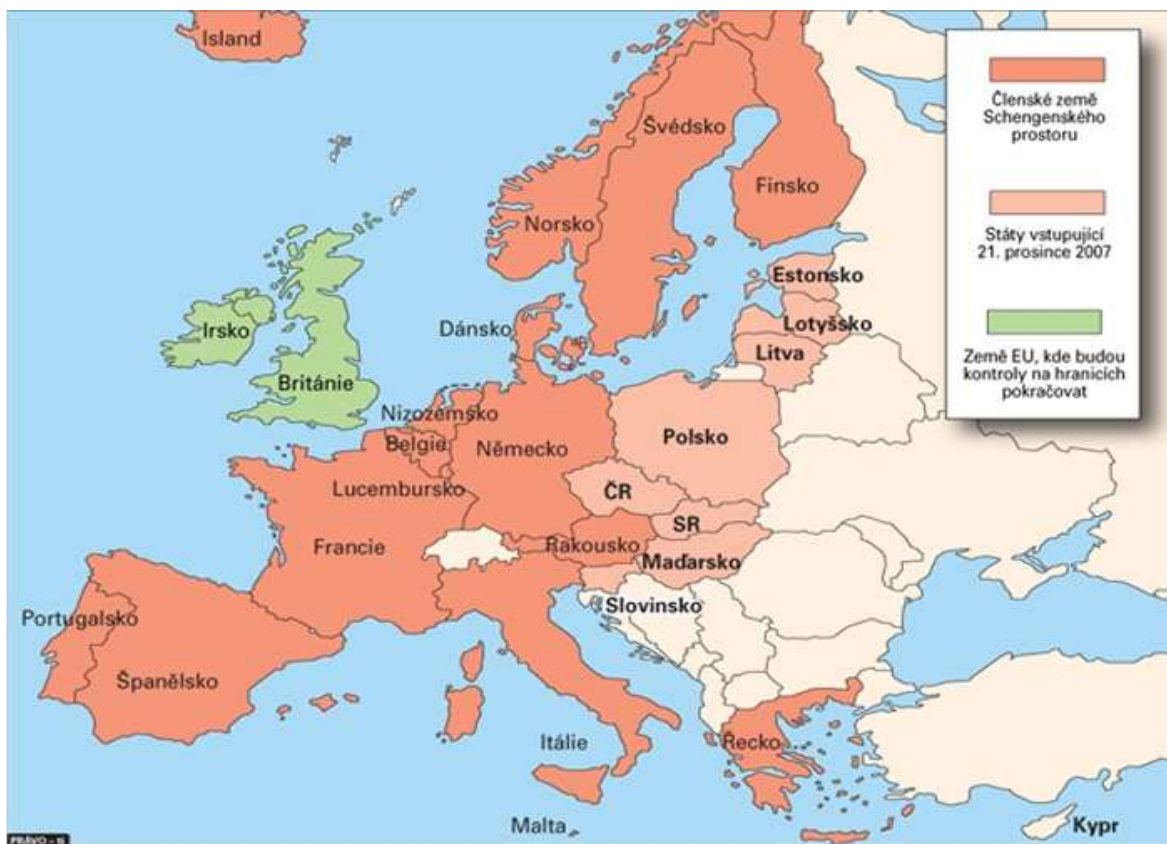 Island
Švédsko
Finsko
Norsko
Estonsko
Dánsko
Lotyšsko
Litva
Irsko
Británie
Nizozemsko
Belgie
Německo
Polsko
Lucembursko
ČR
SR
Francie
Rakousko
Maďarsko
Slovinsko
Portugalsko
Španělsko
Itálie
Řecko
Malta
Kypr
Členské země
Schengenského
prostoru
Státy vstupující
21. prosince 2007
Země EU, kde budou
kontroly na hranicích
pokračovat